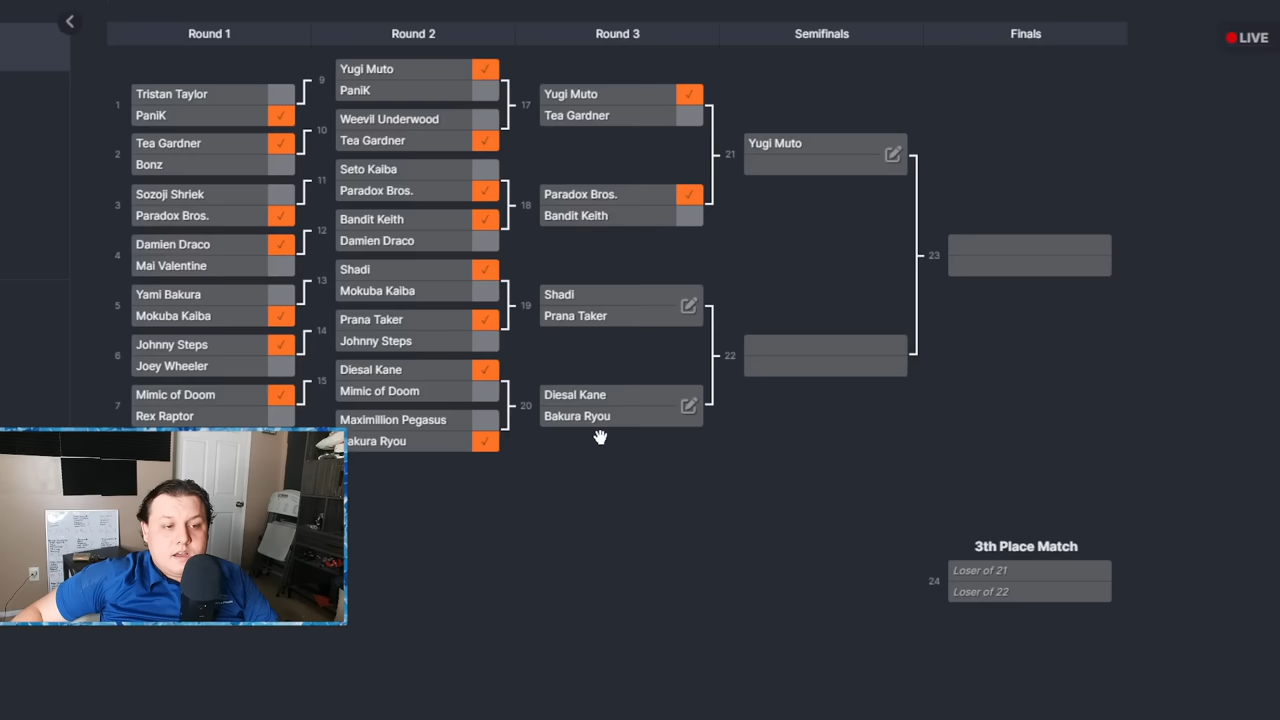 Round 1
Round 2
Round 3
Semifinals
Finals
LIVE
1
Tristan Taylor
PaniK
2
Tea Gardner
Bonz
3
Sozoji Shriek
Paradox Bros.
4
Damien Draco
Mai Valentine
5
Yami Bakura
Mokuba Kaiba
6
Johnny Steps
Joey Wheeler
7
Mimic of Doom
Rex Raptor
9
Yugi Muto
PaniK
10
Weevil Underwood
Tea Gardner
11
Seto Kaiba
Paradox Bros.
12
Bandit Keith
Damien Draco
13
Shadi
Mokuba Kaiba
14
Prana Taker
Johnny Steps
15
Diesal Kane
Mimic of Doom
Maximillion Pegasus
akura Ryou
17
Yugi Muto
Tea Gardner
18
Paradox Bros.
Bandit Keith
19
Shadi
Prana Taker
20
Diesal Kane
Bakura Ryou
21
Yugi Muto
22
23
3th Place Match
24
Loser of 21
Loser of 22